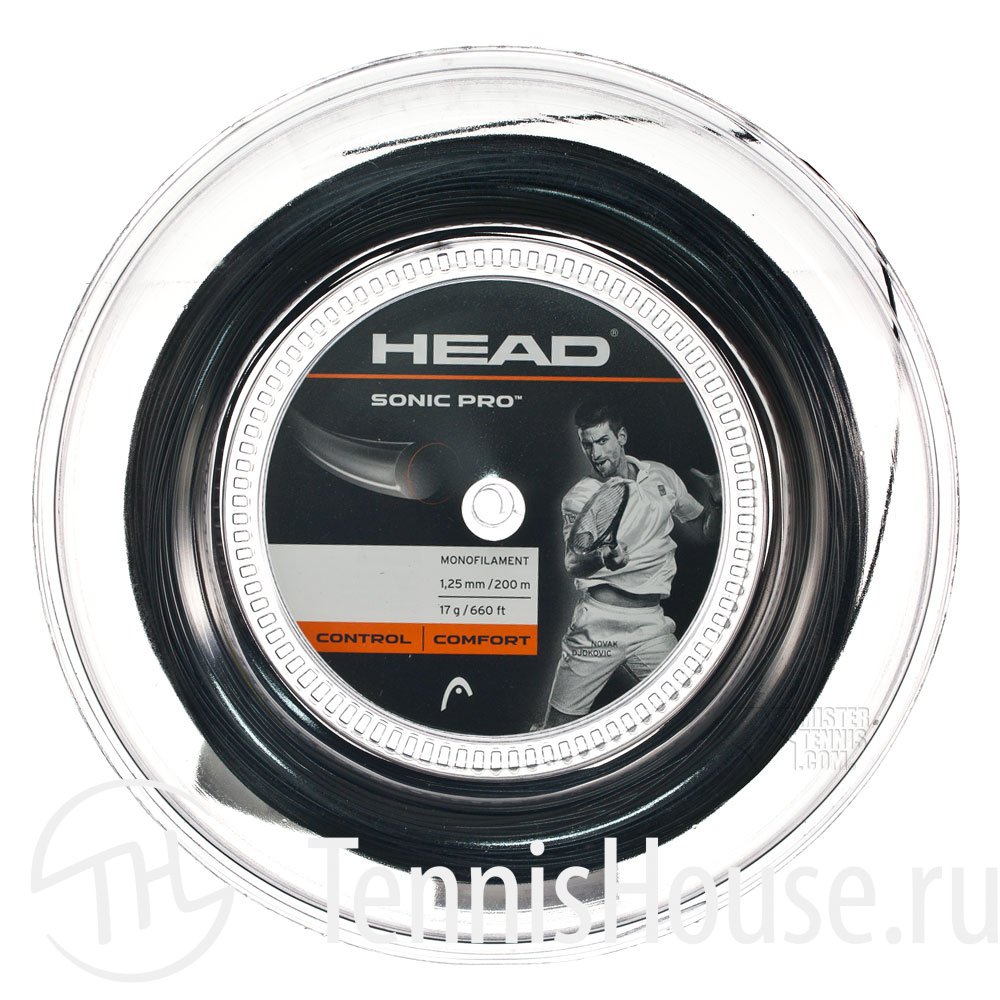 HEAD®
SONIC PRO™
MONOFILAMENT
1,25 mm / 200 m
17 g / 660 ft
CONTROL | COMFORT
NOVAK
DJOKOVIC
MISTER
TENNIS
.COM
TH
TennisHouse.ru